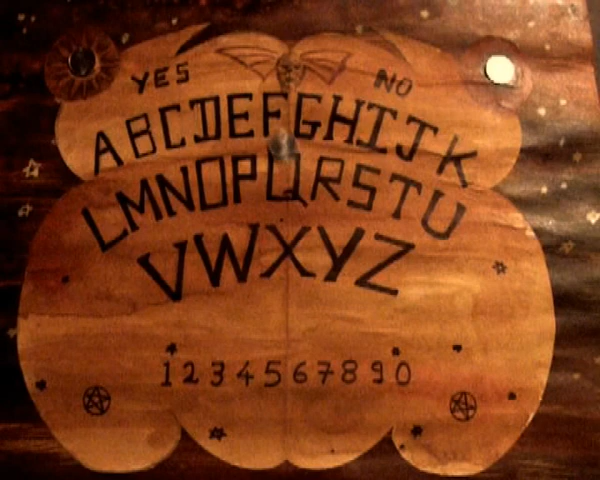 YES NO
ABCDEFGHIJK
LMNOPQRSTU
VWXYZ
1234567890